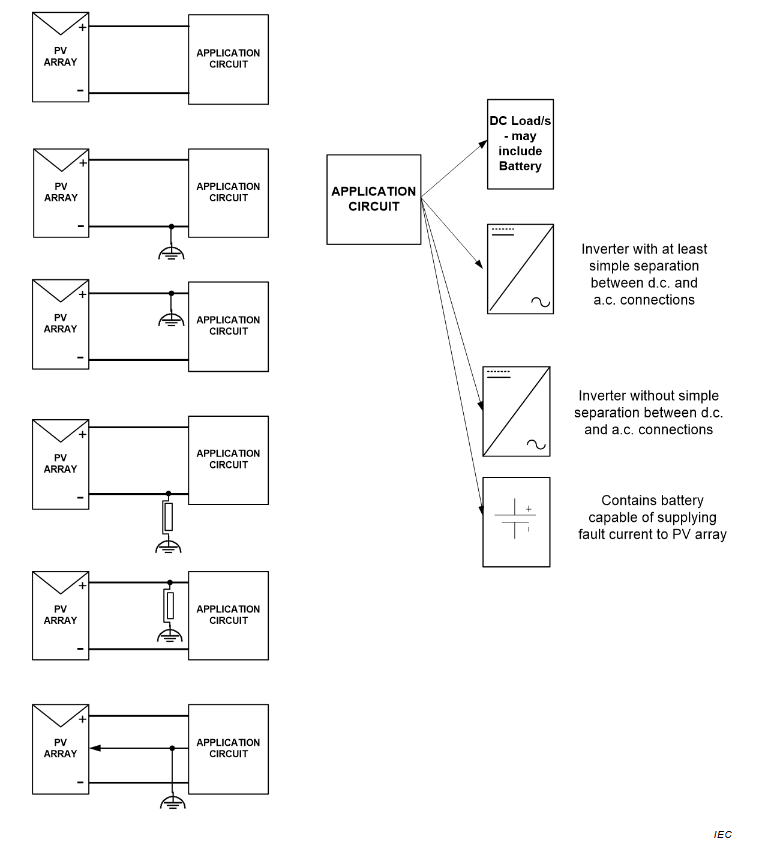 +
PV
ARRAY
–
APPLICATION
CIRCUIT
+
PV
ARRAY
–
APPLICATION
CIRCUIT
+
PV
ARRAY
–
APPLICATION
CIRCUIT
+
PV
ARRAY
–
APPLICATION
CIRCUIT
+
PV
ARRAY
–
APPLICATION
CIRCUIT
+
PV
ARRAY
–
APPLICATION
CIRCUIT
APPLICATION
CIRCUIT
DC Load/s
- may
include
Battery
Inverter with at least
simple separation
between d.c. and
a.c. connections
Inverter without simple
separation between d.c.
and a.c. connections
+
Contains battery
capable of supplying
fault current to PV array
IEC